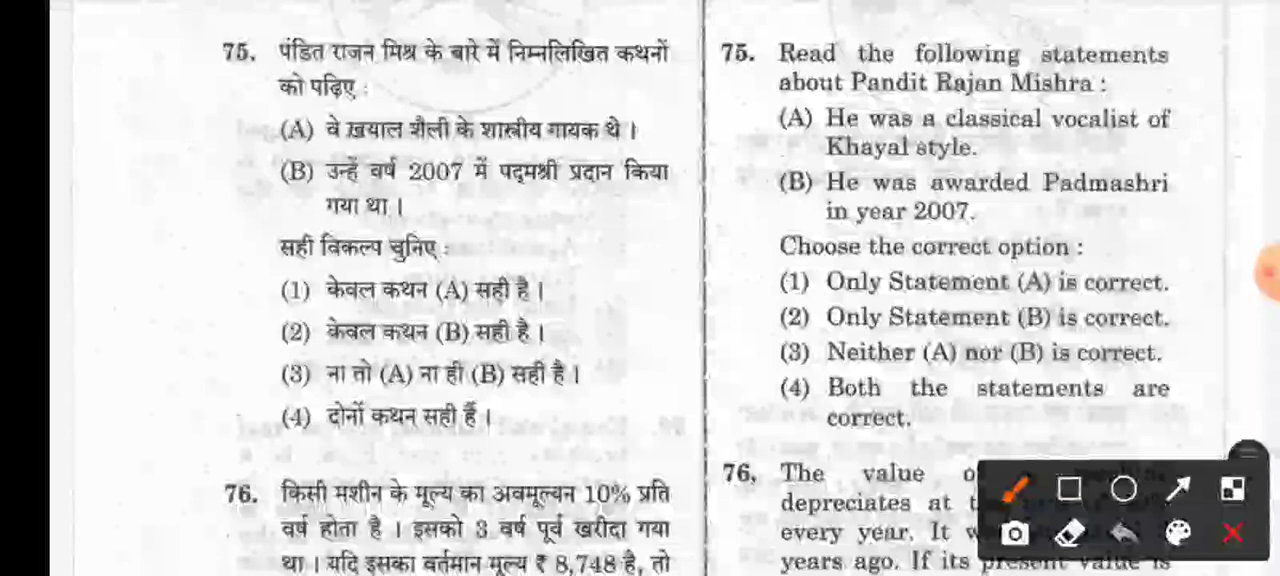 75. पंडित राजन मिश्र के बारे में निम्नलिखित कथनों
को पढ़िए :
(A) वे ख़याल शैली के शास्त्रीय गायक थे ।
(B) उन्हें वर्ष 2007 में पद्मश्री प्रदान किया
गया था ।
सही विकल्प चुनिए :
(1) केवल कथन (A) सही है ।
(2) केवल कथन (B) सही है ।
(3) ना तो (A) ना ही (B) सही है ।
(4) दोनों कथन सही हैं ।
76. किसी मशीन के मूल्य का अवमूल्यन 10% प्रति
वर्ष होता है । इसको 3 वर्ष पूर्व खरीदा गया
था । यदि इसका वर्तमान मूल्य ₹ 8,748 है, तो
75. Read the following statements
about Pandit Rajan Mishra :
(A) He was a classical vocalist of
Khayal style.
(B) He was awarded Padmashri
in year 2007.
Choose the correct option :
(1) Only Statement (A) is correct.
(2) Only Statement (B) is correct.
(3) Neither (A) nor (B) is correct.
(4) Both the statements are
correct.
76. The value
depreciates at
every year. It
years ago. If its present value is